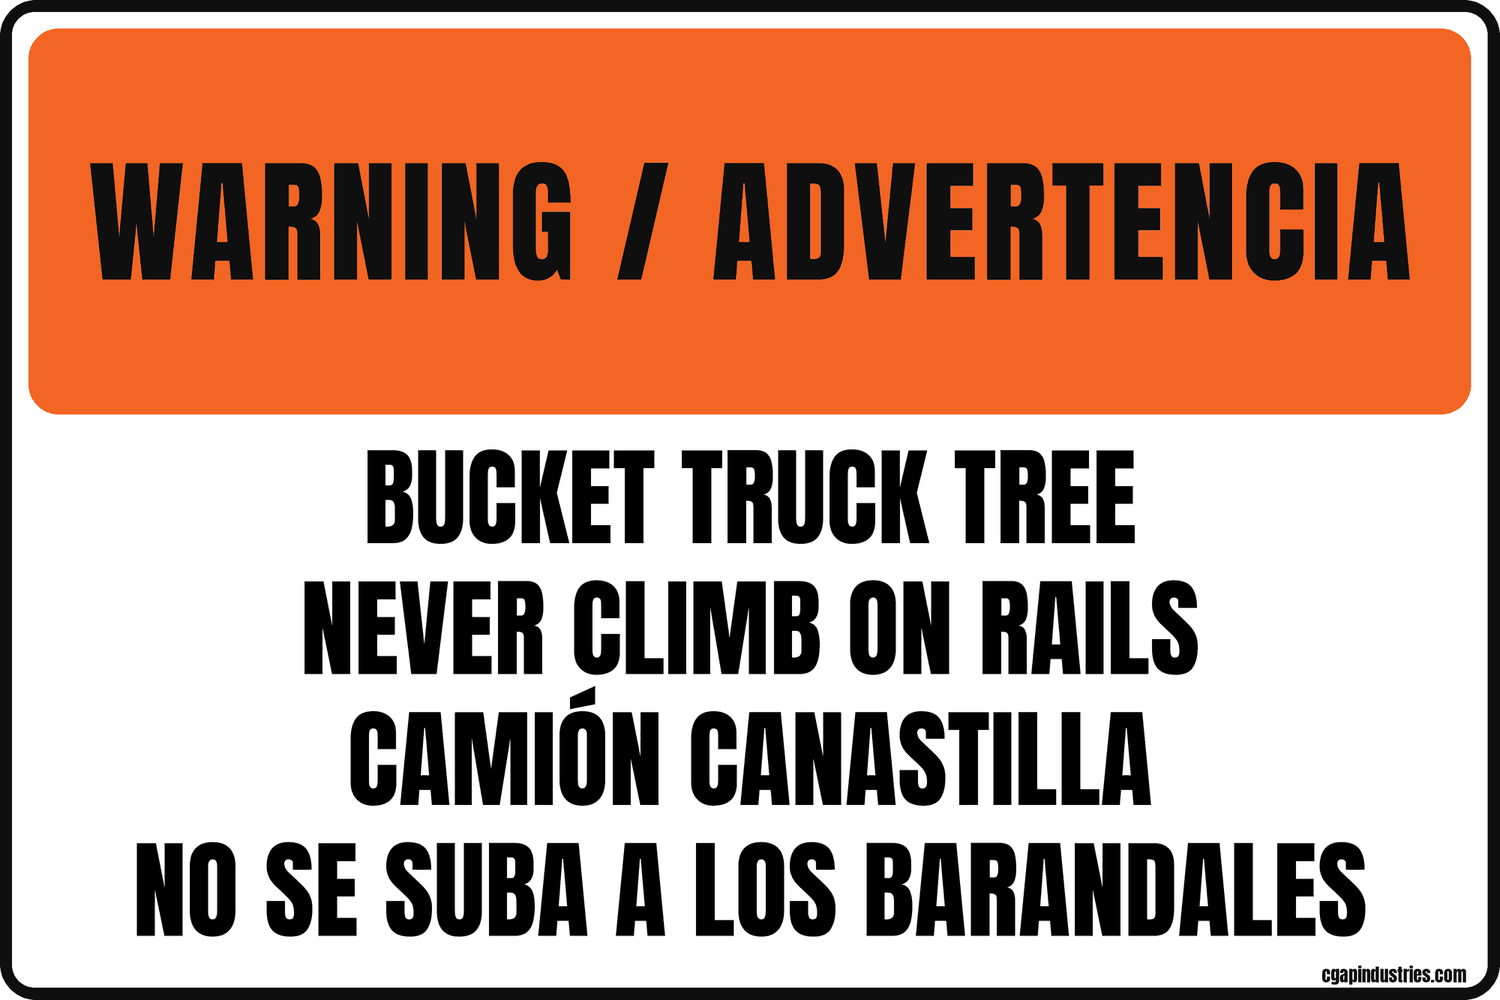 WARNING / ADVERTENCIA
BUCKET TRUCK TREE
NEVER CLIMB ON RAILS
CAMIÓN CANASTILLA
NO SE SUBA A LOS BARANDALES
cgapindustries.com